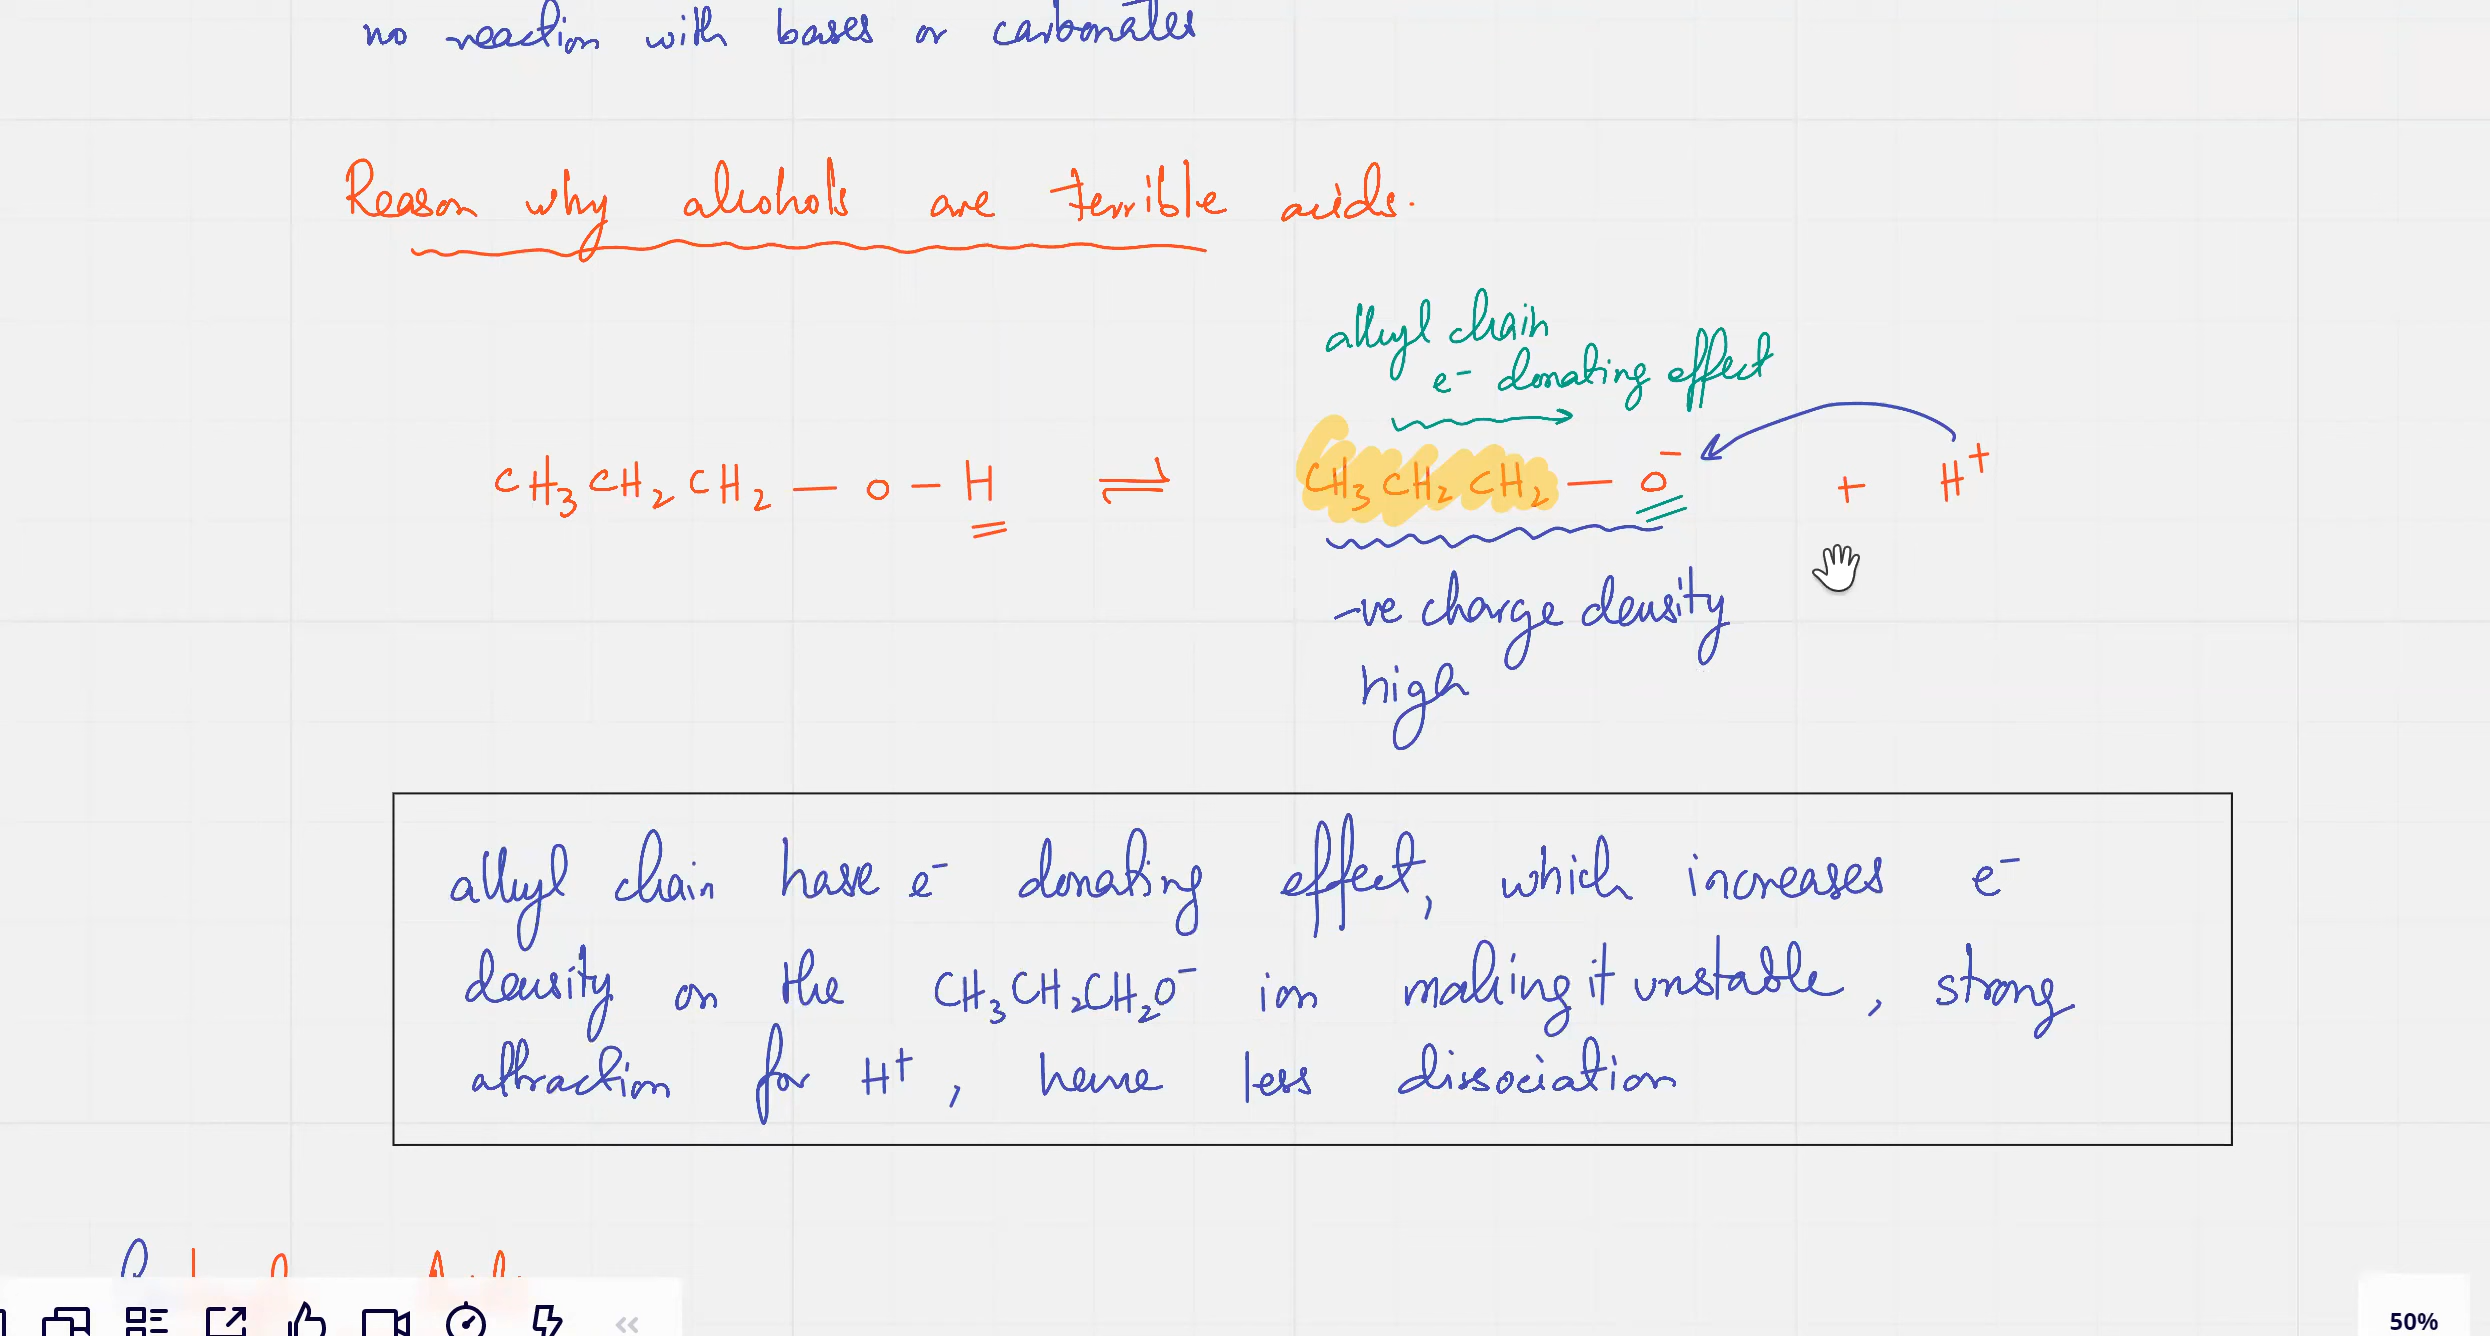 no reaction with bases or carbonates
Reason why alcohols are terrible acids.
alkyl chain
e⁻ donating effect
CH₃CH₂CH₂ — O — H ⇌ CH₃CH₂CH₂ — O⁻ + H⁺
-ve charge density
high
alkyl chain have e⁻ donating effect, which increases e⁻
density on the CH₃CH₂CH₂O⁻ ion making it unstable, strong
attraction for H⁺, hence less dissociation
50%